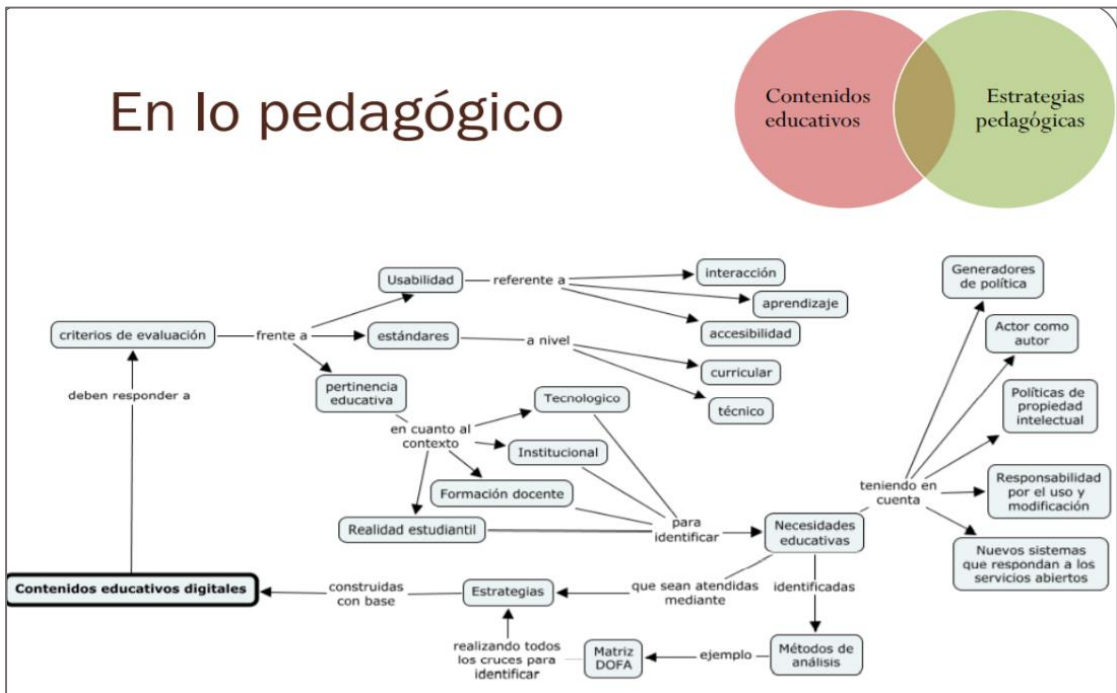 En lo pedagógico
Contenidos
educativos
Estrategias
pedagógicas
Usabilidad
referente a
interacción
aprendizaje
accesibilidad
criterios de evaluación
frente a
estándares
a nivel
curricular
técnico
deben responder a
pertinencia
educativa
en cuanto al
contexto
Tecnologico
Institucional
Formación docente
Realidad estudiantil
para
identificar
Necesidades
educativas
teniendo en
cuenta
Generadores
de política
Actor como
autor
Políticas de
propiedad
intelectual
Responsabilidad
por el uso y
modificación
Nuevos sistemas
que respondan a los
servicios abiertos
Contenidos educativos digitales
construidas
con base
Estrategias
que sean atendidas
mediante
identificadas
realizando todos
los cruces para
identificar
Matriz
DOFA
ejemplo
Métodos de
análisis